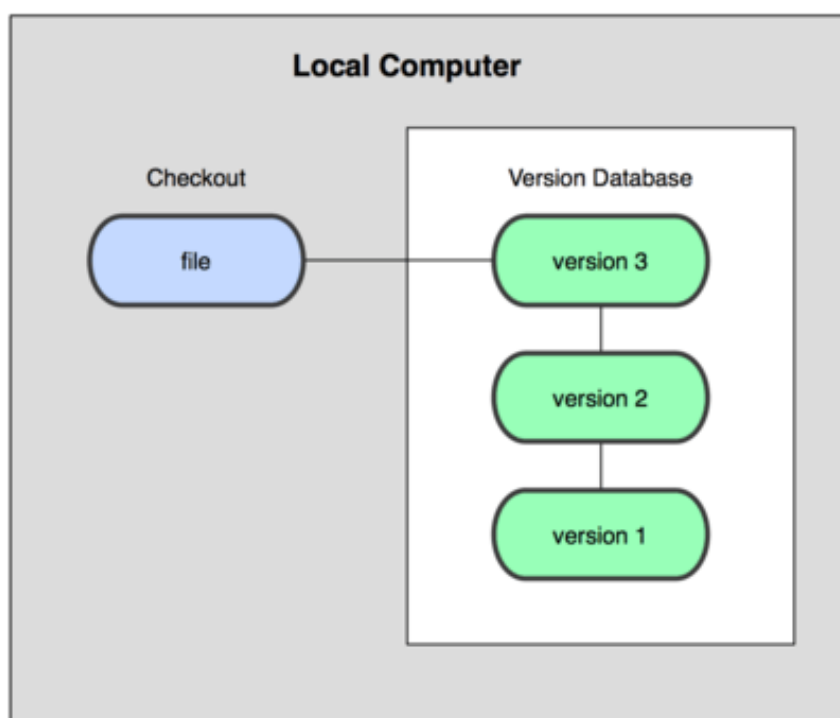 Local Computer
Checkout
Version Database
file
version 3
version 2
version 1